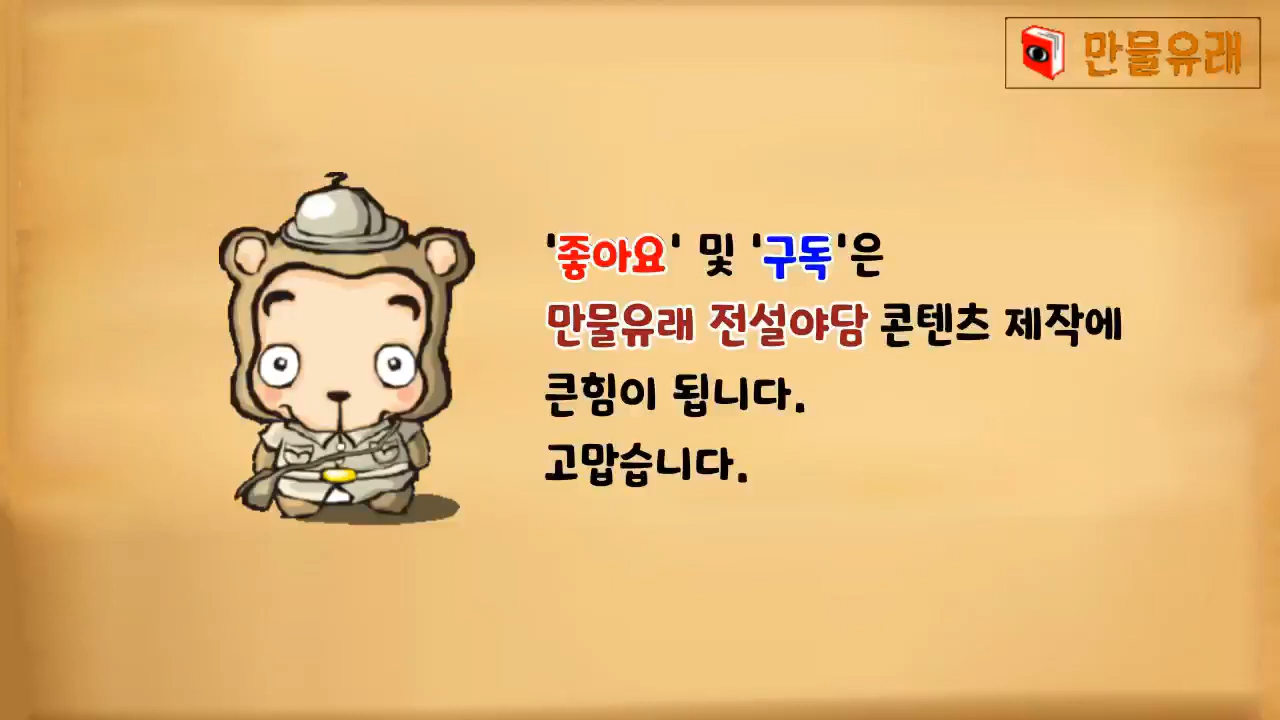 만물유래
'좋아요' 및 '구독'은
만물유래 전설야담 콘텐츠 제작에
큰힘이 됩니다.
고맙습니다.